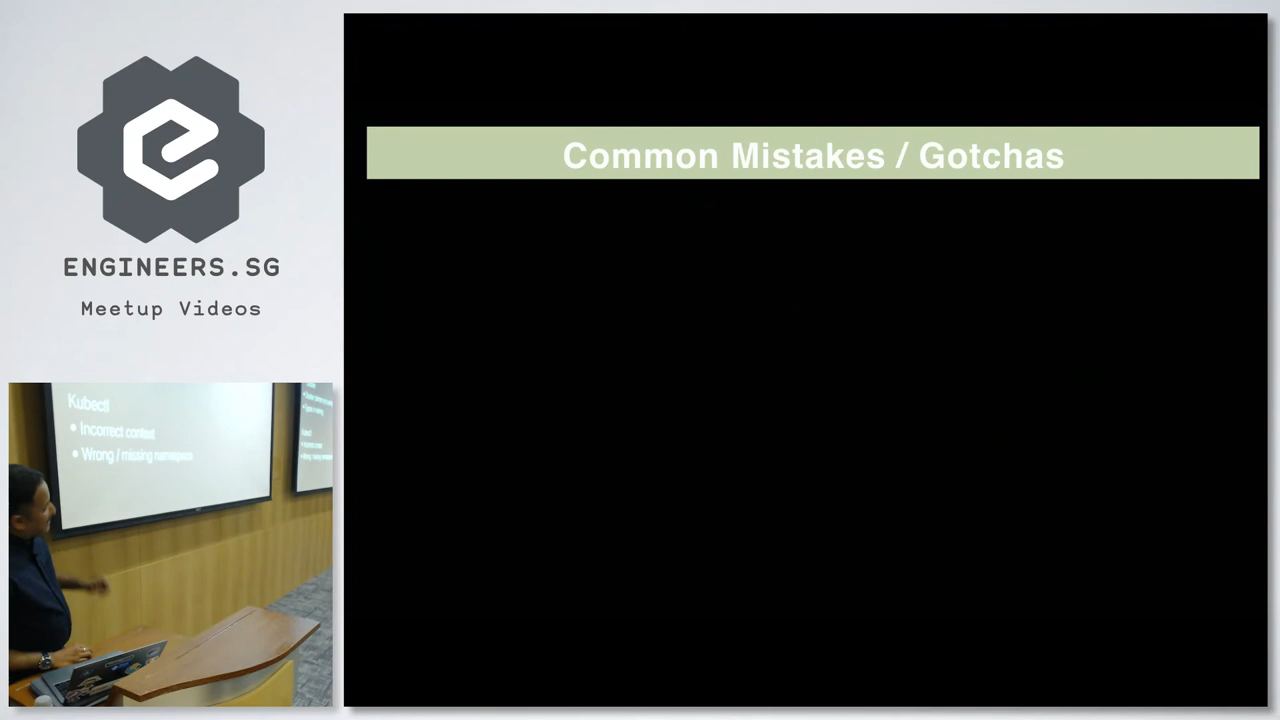 ENGINEERS.SG
Meetup Videos
Common Mistakes / Gotchas
Kubectl
• Incorrect context
• Wrong / missing namespace